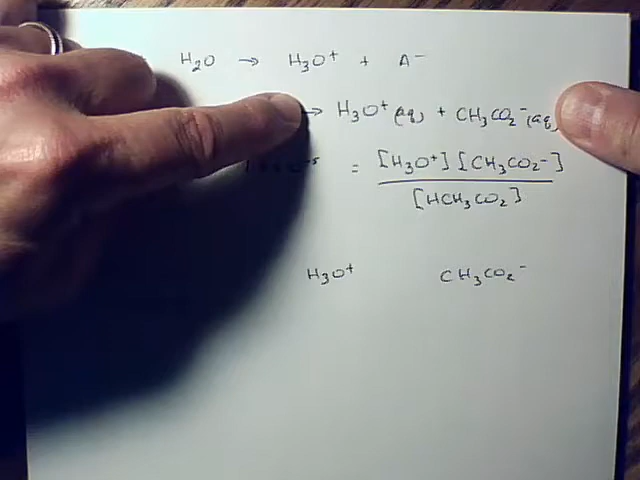 H₂O → H₃O⁺ + A⁻
→ H₃O⁺ (aq) + CH₃CO₂⁻ (aq)
= [H₃O⁺] [CH₃CO₂⁻]
[HCH₃CO₂]
H₃O⁺ CH₃CO₂⁻